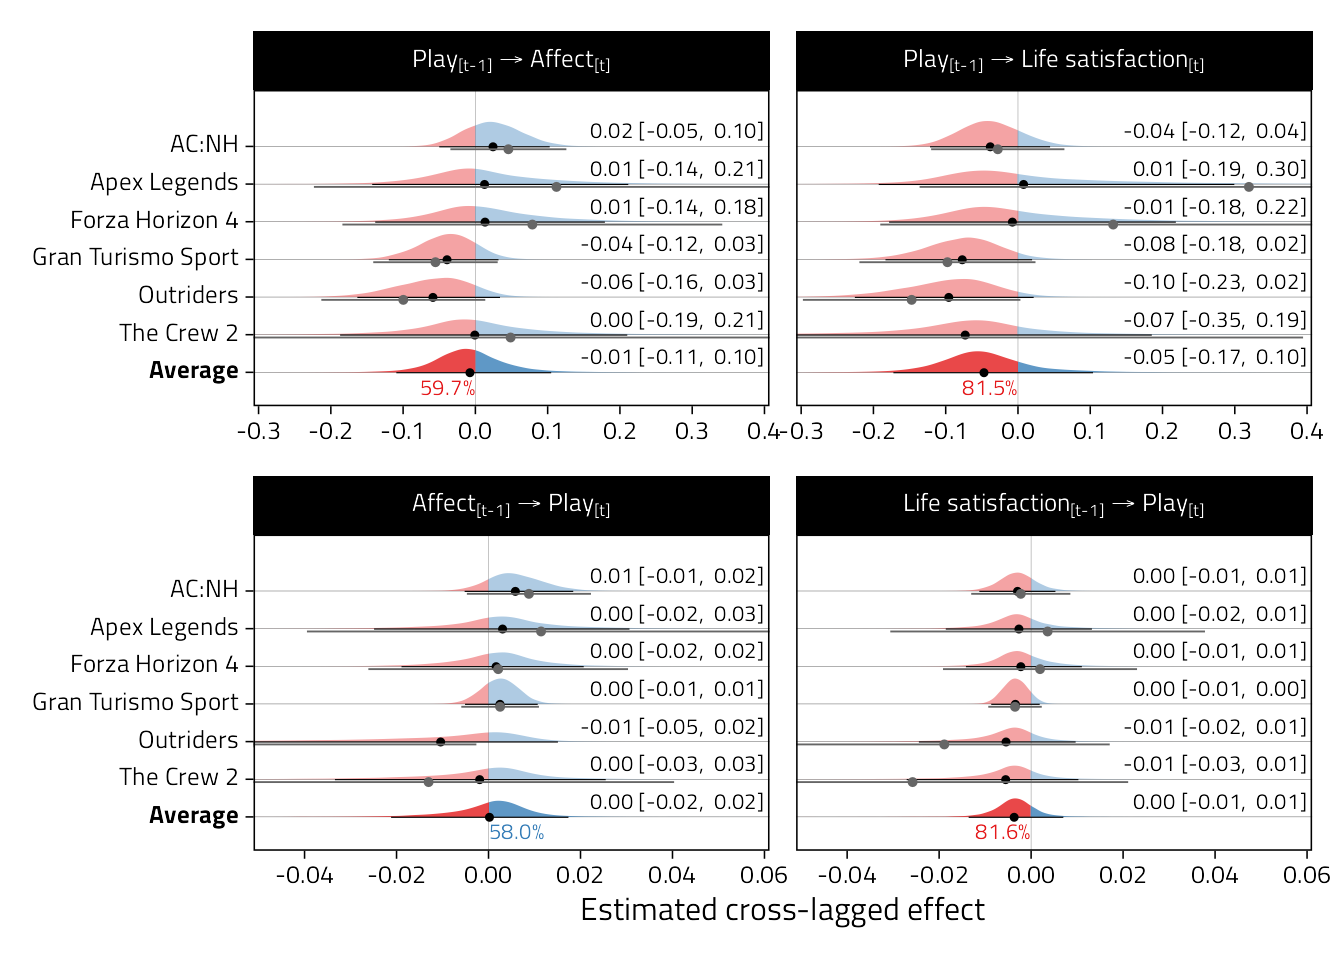 Play[t-1] → Affect[t]
Play[t-1] → Life satisfaction[t]
AC:NH
0.02 [-0.05, 0.10]
-0.04 [-0.12, 0.04]
Apex Legends
0.01 [-0.14, 0.21]
0.01 [-0.19, 0.30]
Forza Horizon 4
0.01 [-0.14, 0.18]
-0.01 [-0.18, 0.22]
Gran Turismo Sport
-0.04 [-0.12, 0.03]
-0.08 [-0.18, 0.02]
Outriders
-0.06 [-0.16, 0.03]
-0.10 [-0.23, 0.02]
The Crew 2
0.00 [-0.19, 0.21]
-0.07 [-0.35, 0.19]
Average
-0.01 [-0.11, 0.10]
-0.05 [-0.17, 0.10]
59.7%
81.5%
-0.3 -0.2 -0.1 0.0 0.1 0.2 0.3 0.4
-0.3 -0.2 -0.1 0.0 0.1 0.2 0.3 0.4
Affect[t-1] → Play[t]
Life satisfaction[t-1] → Play[t]
AC:NH
0.01 [-0.01, 0.02]
0.00 [-0.01, 0.01]
Apex Legends
0.00 [-0.02, 0.03]
0.00 [-0.02, 0.01]
Forza Horizon 4
0.00 [-0.02, 0.02]
0.00 [-0.01, 0.01]
Gran Turismo Sport
0.00 [-0.01, 0.01]
0.00 [-0.01, 0.00]
Outriders
-0.01 [-0.05, 0.02]
-0.01 [-0.02, 0.01]
The Crew 2
0.00 [-0.03, 0.03]
-0.01 [-0.03, 0.01]
Average
0.00 [-0.02, 0.02]
0.00 [-0.01, 0.01]
58.0%
81.6%
-0.04 -0.02 0.00 0.02 0.04 0.06
-0.04 -0.02 0.00 0.02 0.04 0.06
Estimated cross-lagged effect